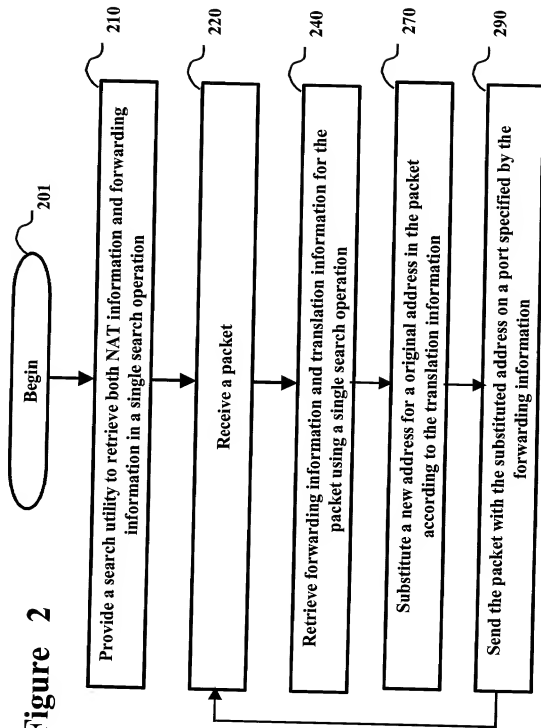 Figure 2
Begin
201
Provide a search utility to retrieve both NAT information and forwarding
information in a single search operation
210
Receive a packet
220
Retrieve forwarding information and translation information for the
packet using a single search operation
240
Substitute a new address for a original address in the packet
according to the translation information
270
Send the packet with the substituted address on a port specified by the
forwarding information
290